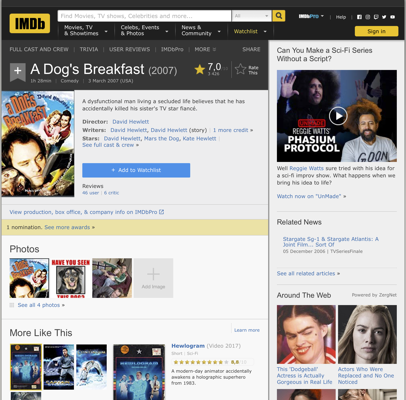 IMDb
Find Movies, TV shows, Celebrities and more...
All
IMDbPro
Help
Movies, TV
& Showtimes
Celebs, Events
& Photos
News &
Community
Watchlist
Sign in
FULL CAST AND CREW
TRIVIA
USER REVIEWS
IMDbPro
MORE
SHARE
A Dog's Breakfast (2007)
1h 28min
Comedy
3 March 2007 (USA)
7,0
Rate
This
A dysfunctional man living a secluded life believes that he has
accidentally killed his sister's TV star fiancé.
Director: David Hewlett
Writers: David Hewlett, David Hewlett (story) | 1 more credit »
Stars: David Hewlett, Mars the Dog, Kate Hewlett |
See full cast & crew »
+ Add to Watchlist
Reviews
46 user | 6 critic
View production, box office, & company info on IMDbPro
1 nomination. See more awards »
Photos
HAVE YOU SEEN
Add Image
See all 4 photos »
More Like This
Learn more
Hewlogram (Video 2017)
Short | Sci-Fi
A modern-day animator accidentally
awakens a holographic superhero
from 1983.
Can You Make a Sci-Fi Series
Without a Script?
REGGIE WATTS'
PHASIUM
PROTOCOL
Well Reggie Watts sure tried with his idea for
a sci-fi improv show. What happens when we
bring his idea to life?
Watch now on "UnMade" »
Related News
Stargate Sg-1 & Stargate Atlantis: A
Joint Film... Sort Of
05 December 2006 | TVSeriesFinale
See all related articles »
Around The Web
Powered by ZergNet
This 'Dodgeball'
Actress is Actually
Gorgeous in Real Life
Actors Who Were
Replaced and No One
Noticed